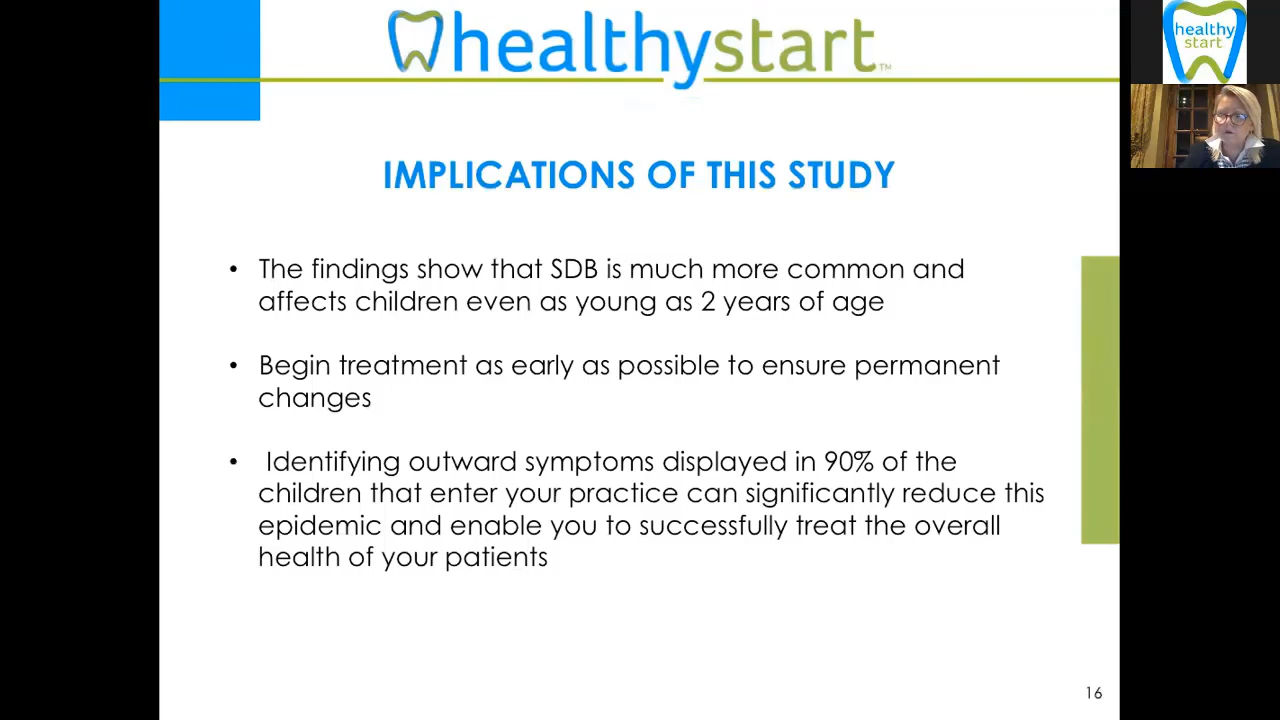 healthystart™
healthy
start
IMPLICATIONS OF THIS STUDY
• The findings show that SDB is much more common and
affects children even as young as 2 years of age
• Begin treatment as early as possible to ensure permanent
changes
• Identifying outward symptoms displayed in 90% of the
children that enter your practice can significantly reduce this
epidemic and enable you to successfully treat the overall
health of your patients
16